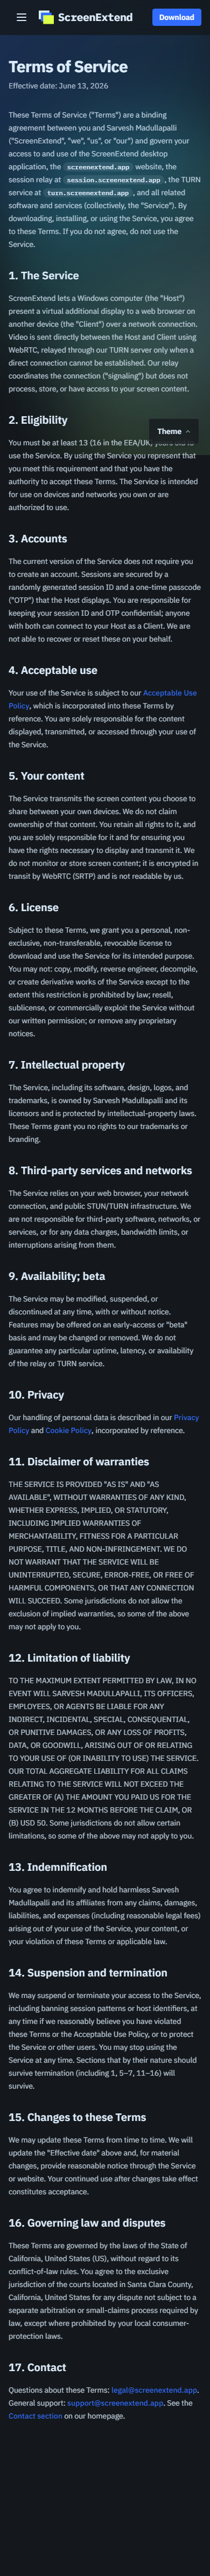 ScreenExtend
Download
Terms of Service
Effective date: June 13, 2026
These Terms of Service ("Terms") are a binding
agreement between you and Sarvesh Madullapalli
("ScreenExtend", "we", "us", or "our") and govern your
access to and use of the ScreenExtend desktop
application, the screenextend.app website, the
session relay at session.screenextend.app, the TURN
service at turn.screenextend.app, and all related
software and services (collectively, the "Service"). By
downloading, installing, or using the Service, you agree
to these Terms. If you do not agree, do not use the
Service.
1. The Service
ScreenExtend lets a Windows computer (the "Host")
present a virtual additional display to a web browser on
another device (the "Client") over a network connection.
Video is sent directly between the Host and Client using
WebRTC, relayed through our TURN server only when a
direct connection cannot be established. Our relay
coordinates the connection ("signaling") but does not
process, store, or have access to your screen content.
2. Eligibility
Theme
You must be at least 13 (16 in the EEA/UK) years old to
use the Service. By using the Service you represent that
you meet this requirement and that you have the
authority to accept these Terms. The Service is intended
for use on devices and networks you own or are
authorized to use.
3. Accounts
The current version of the Service does not require you
to create an account. Sessions are secured by a
randomly generated session ID and a one-time passcode
("OTP") that the Host displays. You are responsible for
keeping your session ID and OTP confidential; anyone
with both can connect to your Host as a Client. We are
not able to recover or reset these on your behalf.
4. Acceptable use
Your use of the Service is subject to our Acceptable Use
Policy, which is incorporated into these Terms by
reference. You are solely responsible for the content
displayed, transmitted, or accessed through your use of
the Service.
5. Your content
The Service transmits the screen content you choose to
share between your own devices. We do not claim
ownership of that content. You retain all rights to it, and
you are solely responsible for it and for ensuring you
have the rights necessary to display and transmit it. We
do not monitor or store screen content; it is encrypted in
transit by WebRTC (SRTP) and is not readable by us.
6. License
Subject to these Terms, we grant you a personal, non-
exclusive, non-transferable, revocable license to
download and use the Service for its intended purpose.
You may not: copy, modify, reverse engineer, decompile,
or create derivative works of the Service except to the
extent this restriction is prohibited by law; resell,
sublicense, or commercially exploit the Service without
our written permission; or remove any proprietary
notices.
7. Intellectual property
The Service, including its software, design, logos, and
trademarks, is owned by Sarvesh Madullapalli and its
licensors and is protected by intellectual-property laws.
These Terms grant you no rights to our trademarks or
branding.
8. Third-party services and networks
The Service relies on your web browser, your network
connection, and public STUN/TURN infrastructure. We
are not responsible for third-party software, networks, or
services, or for any data charges, bandwidth limits, or
interruptions arising from them.
9. Availability; beta
The Service may be modified, suspended, or
discontinued at any time, with or without notice.
Features may be offered on an early-access or "beta"
basis and may be changed or removed. We do not
guarantee any particular uptime, latency, or availability
of the relay or TURN service.
10. Privacy
Our handling of personal data is described in our Privacy
Policy and Cookie Policy, incorporated by reference.
11. Disclaimer of warranties
THE SERVICE IS PROVIDED "AS IS" AND "AS
AVAILABLE", WITHOUT WARRANTIES OF ANY KIND,
WHETHER EXPRESS, IMPLIED, OR STATUTORY,
INCLUDING IMPLIED WARRANTIES OF
MERCHANTABILITY, FITNESS FOR A PARTICULAR
PURPOSE, TITLE, AND NON-INFRINGEMENT. WE DO
NOT WARRANT THAT THE SERVICE WILL BE
UNINTERRUPTED, SECURE, ERROR-FREE, OR FREE OF
HARMFUL COMPONENTS, OR THAT ANY CONNECTION
WILL SUCCEED. Some jurisdictions do not allow the
exclusion of implied warranties, so some of the above
may not apply to you.
12. Limitation of liability
TO THE MAXIMUM EXTENT PERMITTED BY LAW, IN NO
EVENT WILL SARVESH MADULLAPALLI, ITS OFFICERS,
EMPLOYEES, OR AGENTS BE LIABLE FOR ANY
INDIRECT, INCIDENTAL, SPECIAL, CONSEQUENTIAL,
OR PUNITIVE DAMAGES, OR ANY LOSS OF PROFITS,
DATA, OR GOODWILL, ARISING OUT OF OR RELATING
TO YOUR USE OF (OR INABILITY TO USE) THE SERVICE.
OUR TOTAL AGGREGATE LIABILITY FOR ALL CLAIMS
RELATING TO THE SERVICE WILL NOT EXCEED THE
GREATER OF (A) THE AMOUNT YOU PAID US FOR THE
SERVICE IN THE 12 MONTHS BEFORE THE CLAIM, OR
(B) USD 50. Some jurisdictions do not allow certain
limitations, so some of the above may not apply to you.
13. Indemnification
You agree to indemnify and hold harmless Sarvesh
Madullapalli and its affiliates from any claims, damages,
liabilities, and expenses (including reasonable legal fees)
arising out of your use of the Service, your content, or
your violation of these Terms or applicable law.
14. Suspension and termination
We may suspend or terminate your access to the Service,
including banning session patterns or host identifiers, at
any time if we reasonably believe you have violated
these Terms or the Acceptable Use Policy, or to protect
the Service or other users. You may stop using the
Service at any time. Sections that by their nature should
survive termination (including 1, 5–7, 11–16) will
survive.
15. Changes to these Terms
We may update these Terms from time to time. We will
update the "Effective date" above and, for material
changes, provide reasonable notice through the Service
or website. Your continued use after changes take effect
constitutes acceptance.
16. Governing law and disputes
These Terms are governed by the laws of the State of
California, United States (US), without regard to its
conflict-of-law rules. You agree to the exclusive
jurisdiction of the courts located in Santa Clara County,
California, United States for any dispute not subject to a
separate arbitration or small-claims process required by
law, except where prohibited by your local consumer-
protection laws.
17. Contact
Questions about these Terms: legal@screenextend.app.
General support: support@screenextend.app. See the
Contact section on our homepage.